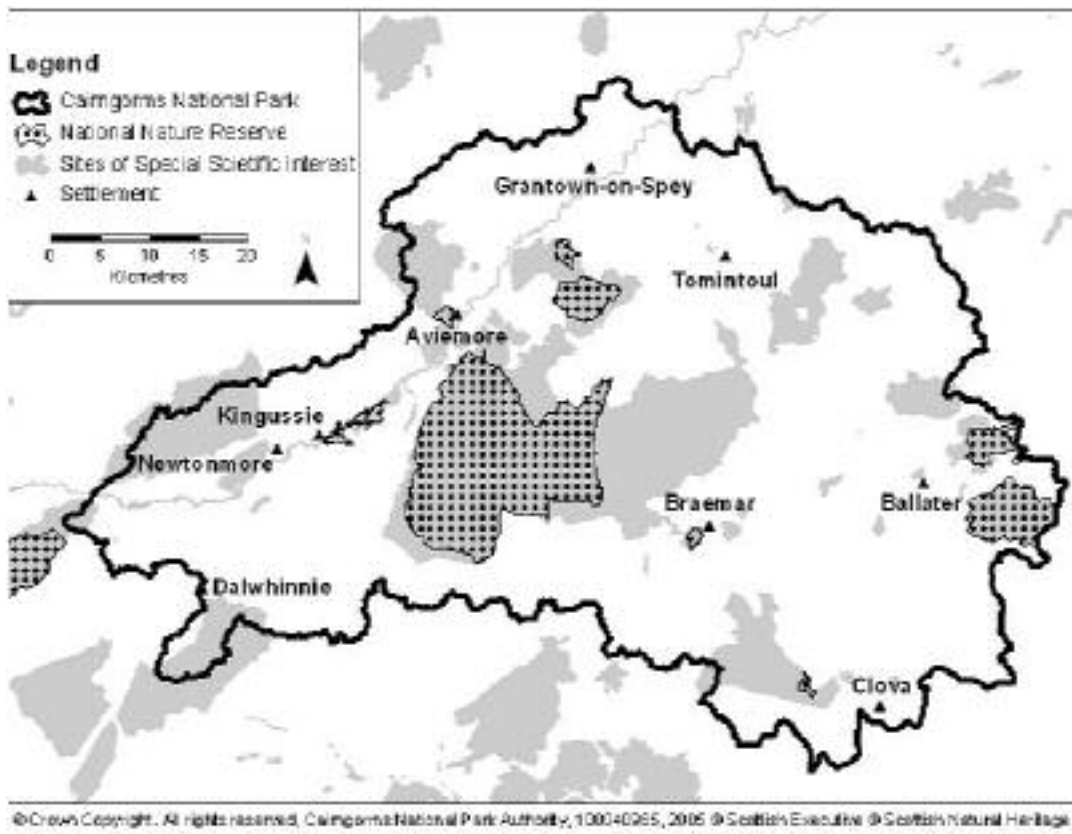 Legend
Cairngorms National Park
National Nature Reserve
Sites of Special Scietific Interest
Settlement
0 5 10 15 20
Kilometres
N
Grantown-on-Spey
Tomintoul
Aviemore
Kingussie
Newtonmore
Braemar
Ballater
Dalwhinnie
Clova
©Crown Copyright. All rights reserved, Cairngorms National Park Authority, 100040965, 2005 © Scottish Executive © Scottish Natural Heritage